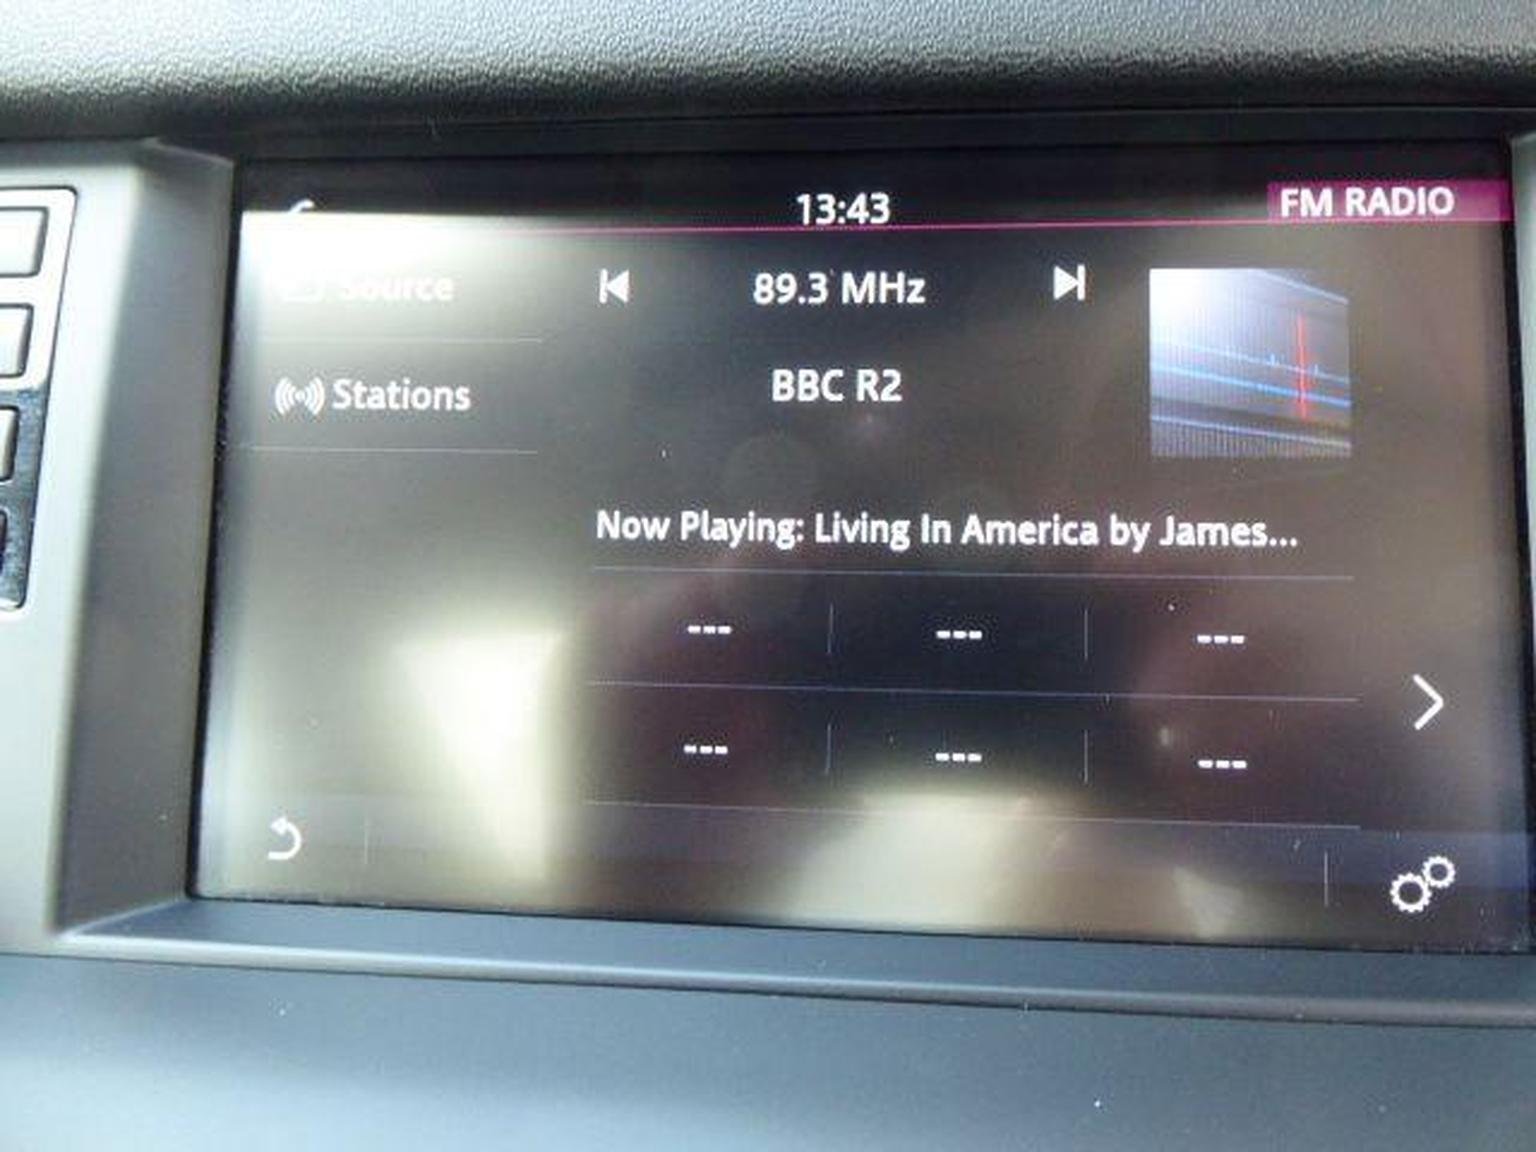 13:43
FM RADIO
Source
89.3 MHz
Stations
BBC R2
Now Playing: Living In America by James...
--- --- ---
--- --- ---